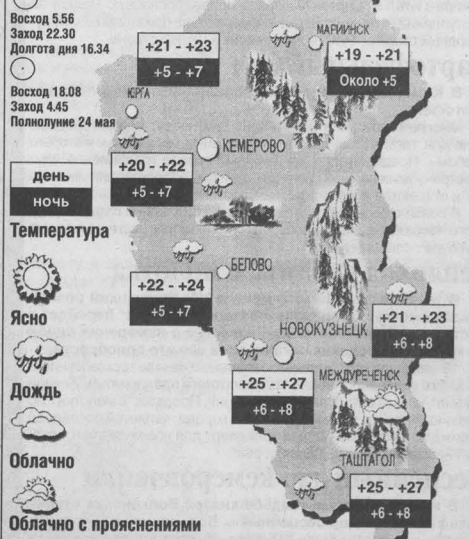 Восход 5.56
Заход 22.30
Долгота дня 16.34
Восход 18.08
Заход 4.45
Полнолуние 24 мая
день
ночь
Температура
Ясно
Дождь
Облачно
Облачно с прояснениями
+21 - +23
+5 - +7
ЮРГА
МАРИИНСК
+19 - +21
Около +5
КЕМЕРОВО
+20 - +22
+5 - +7
БЕЛОВО
+22 - +24
+5 - +7
НОВОКУЗНЕЦК
+21 - +23
+6 - +8
+25 - +27
+6 - +8
МЕЖДУРЕЧЕНСК
ТАШТАГОЛ
+25 - +27
+6 - +8